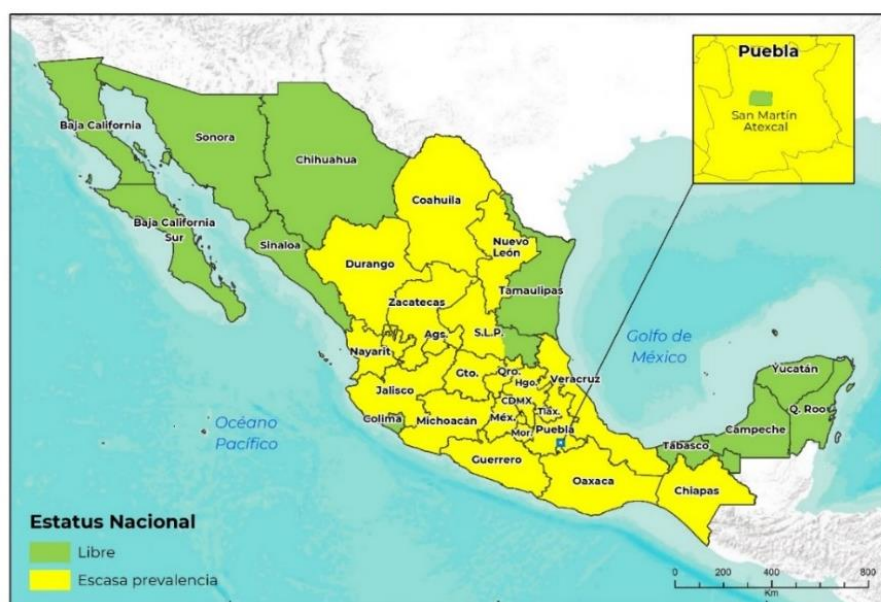 Puebla
San Martín
Atexcal
Baja California
Sonora
Chihuahua
Coahuila
Baja California
Sur
Sinaloa
Nuevo
León
Durango
Tamaulipas
Zacatecas
Golfo de
México
Ags.
S.L.P.
Nayarit
Yucatán
Gto.
Qro.
Hgo.
Veracruz
Jalisco
Q. Roo
CDMX
Tlax.
Colima
Michoacán
Méx.
Mor.
Puebla
Campeche
Océano
Pacífico
Tabasco
Guerrero
Oaxaca
Chiapas
Estatus Nacional
Libre
Escasa prevalencia
0 200 400 800
Km